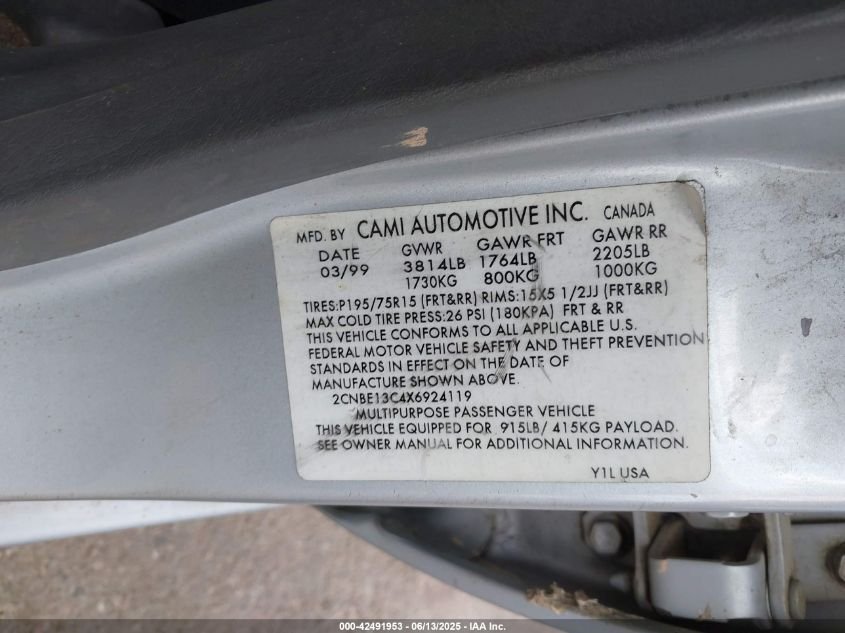 MFD. BY CAMI AUTOMOTIVE INC. CANADA
DATE GVWR GAWR FRT GAWR RR
03/99 3814LB 1764LB 2205LB
1730KG 800KG 1000KG
TIRES:P195/75R15 (FRT&RR) RIMS:15X5 1/2JJ (FRT&RR)
MAX COLD TIRE PRESS:26 PSI (180KPA) FRT & RR
THIS VEHICLE CONFORMS TO ALL APPLICABLE U.S.
FEDERAL MOTOR VEHICLE SAFETY AND THEFT PREVENTION
STANDARDS IN EFFECT ON THE DATE OF
MANUFACTURE SHOWN ABOVE.
2CNBE13C4X6924119
MULTIPURPOSE PASSENGER VEHICLE
THIS VEHICLE EQUIPPED FOR 915LB/ 415KG PAYLOAD.
SEE OWNER MANUAL FOR ADDITIONAL INFORMATION.
Y1L USA
000-42491953 - 06/13/2025 - IAA Inc.